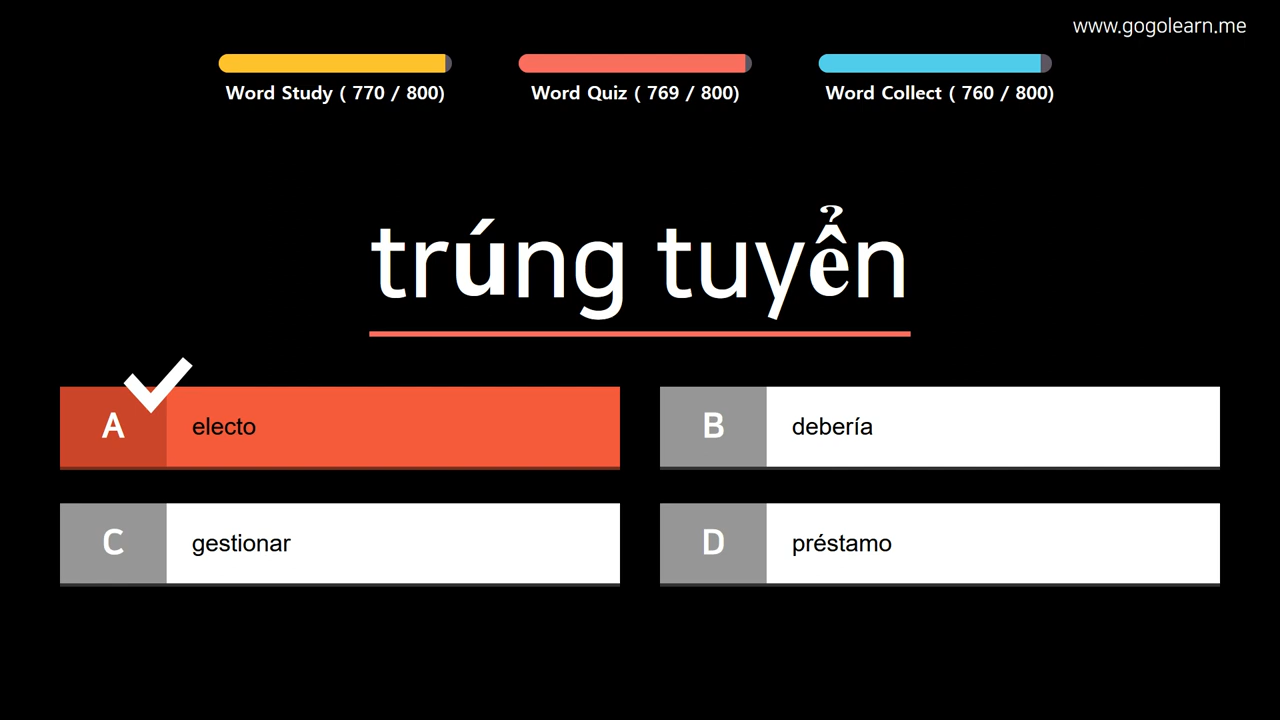 www.gogolearn.me
Word Study ( 770 / 800)
Word Quiz ( 769 / 800)
Word Collect ( 760 / 800)
trúng tuyển
A electo
B debería
C gestionar
D préstamo